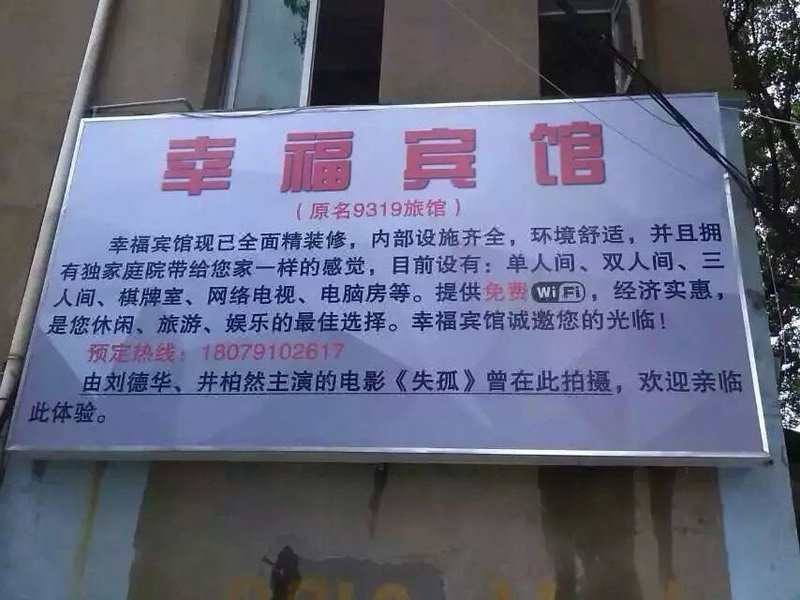 幸福宾馆
（原名9319旅馆）
幸福宾馆现已全面精装修，内部设施齐全，环境舒适，并且拥
有独家庭院带给您家一样的感觉，目前设有：单人间、双人间、三
人间、棋牌室、网络电视、电脑房等。提供免费WiFi，经济实惠，
是您休闲、旅游、娱乐的最佳选择。幸福宾馆诚邀您的光临！
预定热线：18079102617
由刘德华、井柏然主演的电影《失孤》曾在此拍摄，欢迎亲临
此体验。